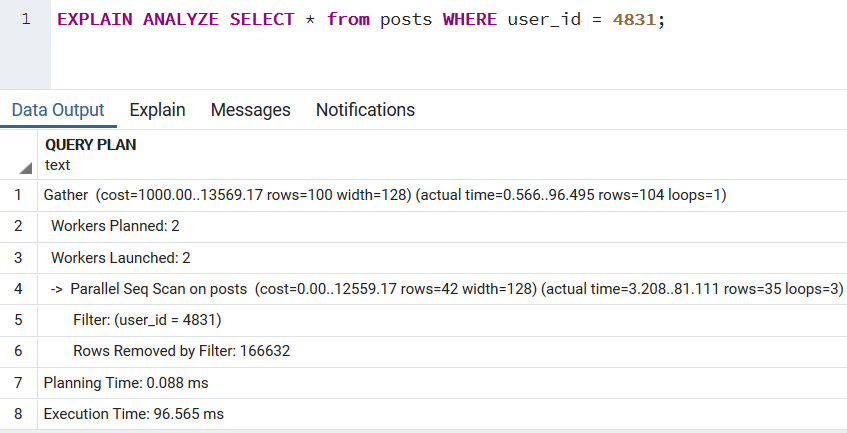 1 EXPLAIN ANALYZE SELECT * from posts WHERE user_id = 4831;
Data Output Explain Messages Notifications
QUERY PLAN
text
1 Gather (cost=1000.00..13569.17 rows=100 width=128) (actual time=0.566..96.495 rows=104 loops=1)
2 Workers Planned: 2
3 Workers Launched: 2
4 -> Parallel Seq Scan on posts (cost=0.00..12559.17 rows=42 width=128) (actual time=3.208..81.111 rows=35 loops=3)
5 Filter: (user_id = 4831)
6 Rows Removed by Filter: 166632
7 Planning Time: 0.088 ms
8 Execution Time: 96.565 ms